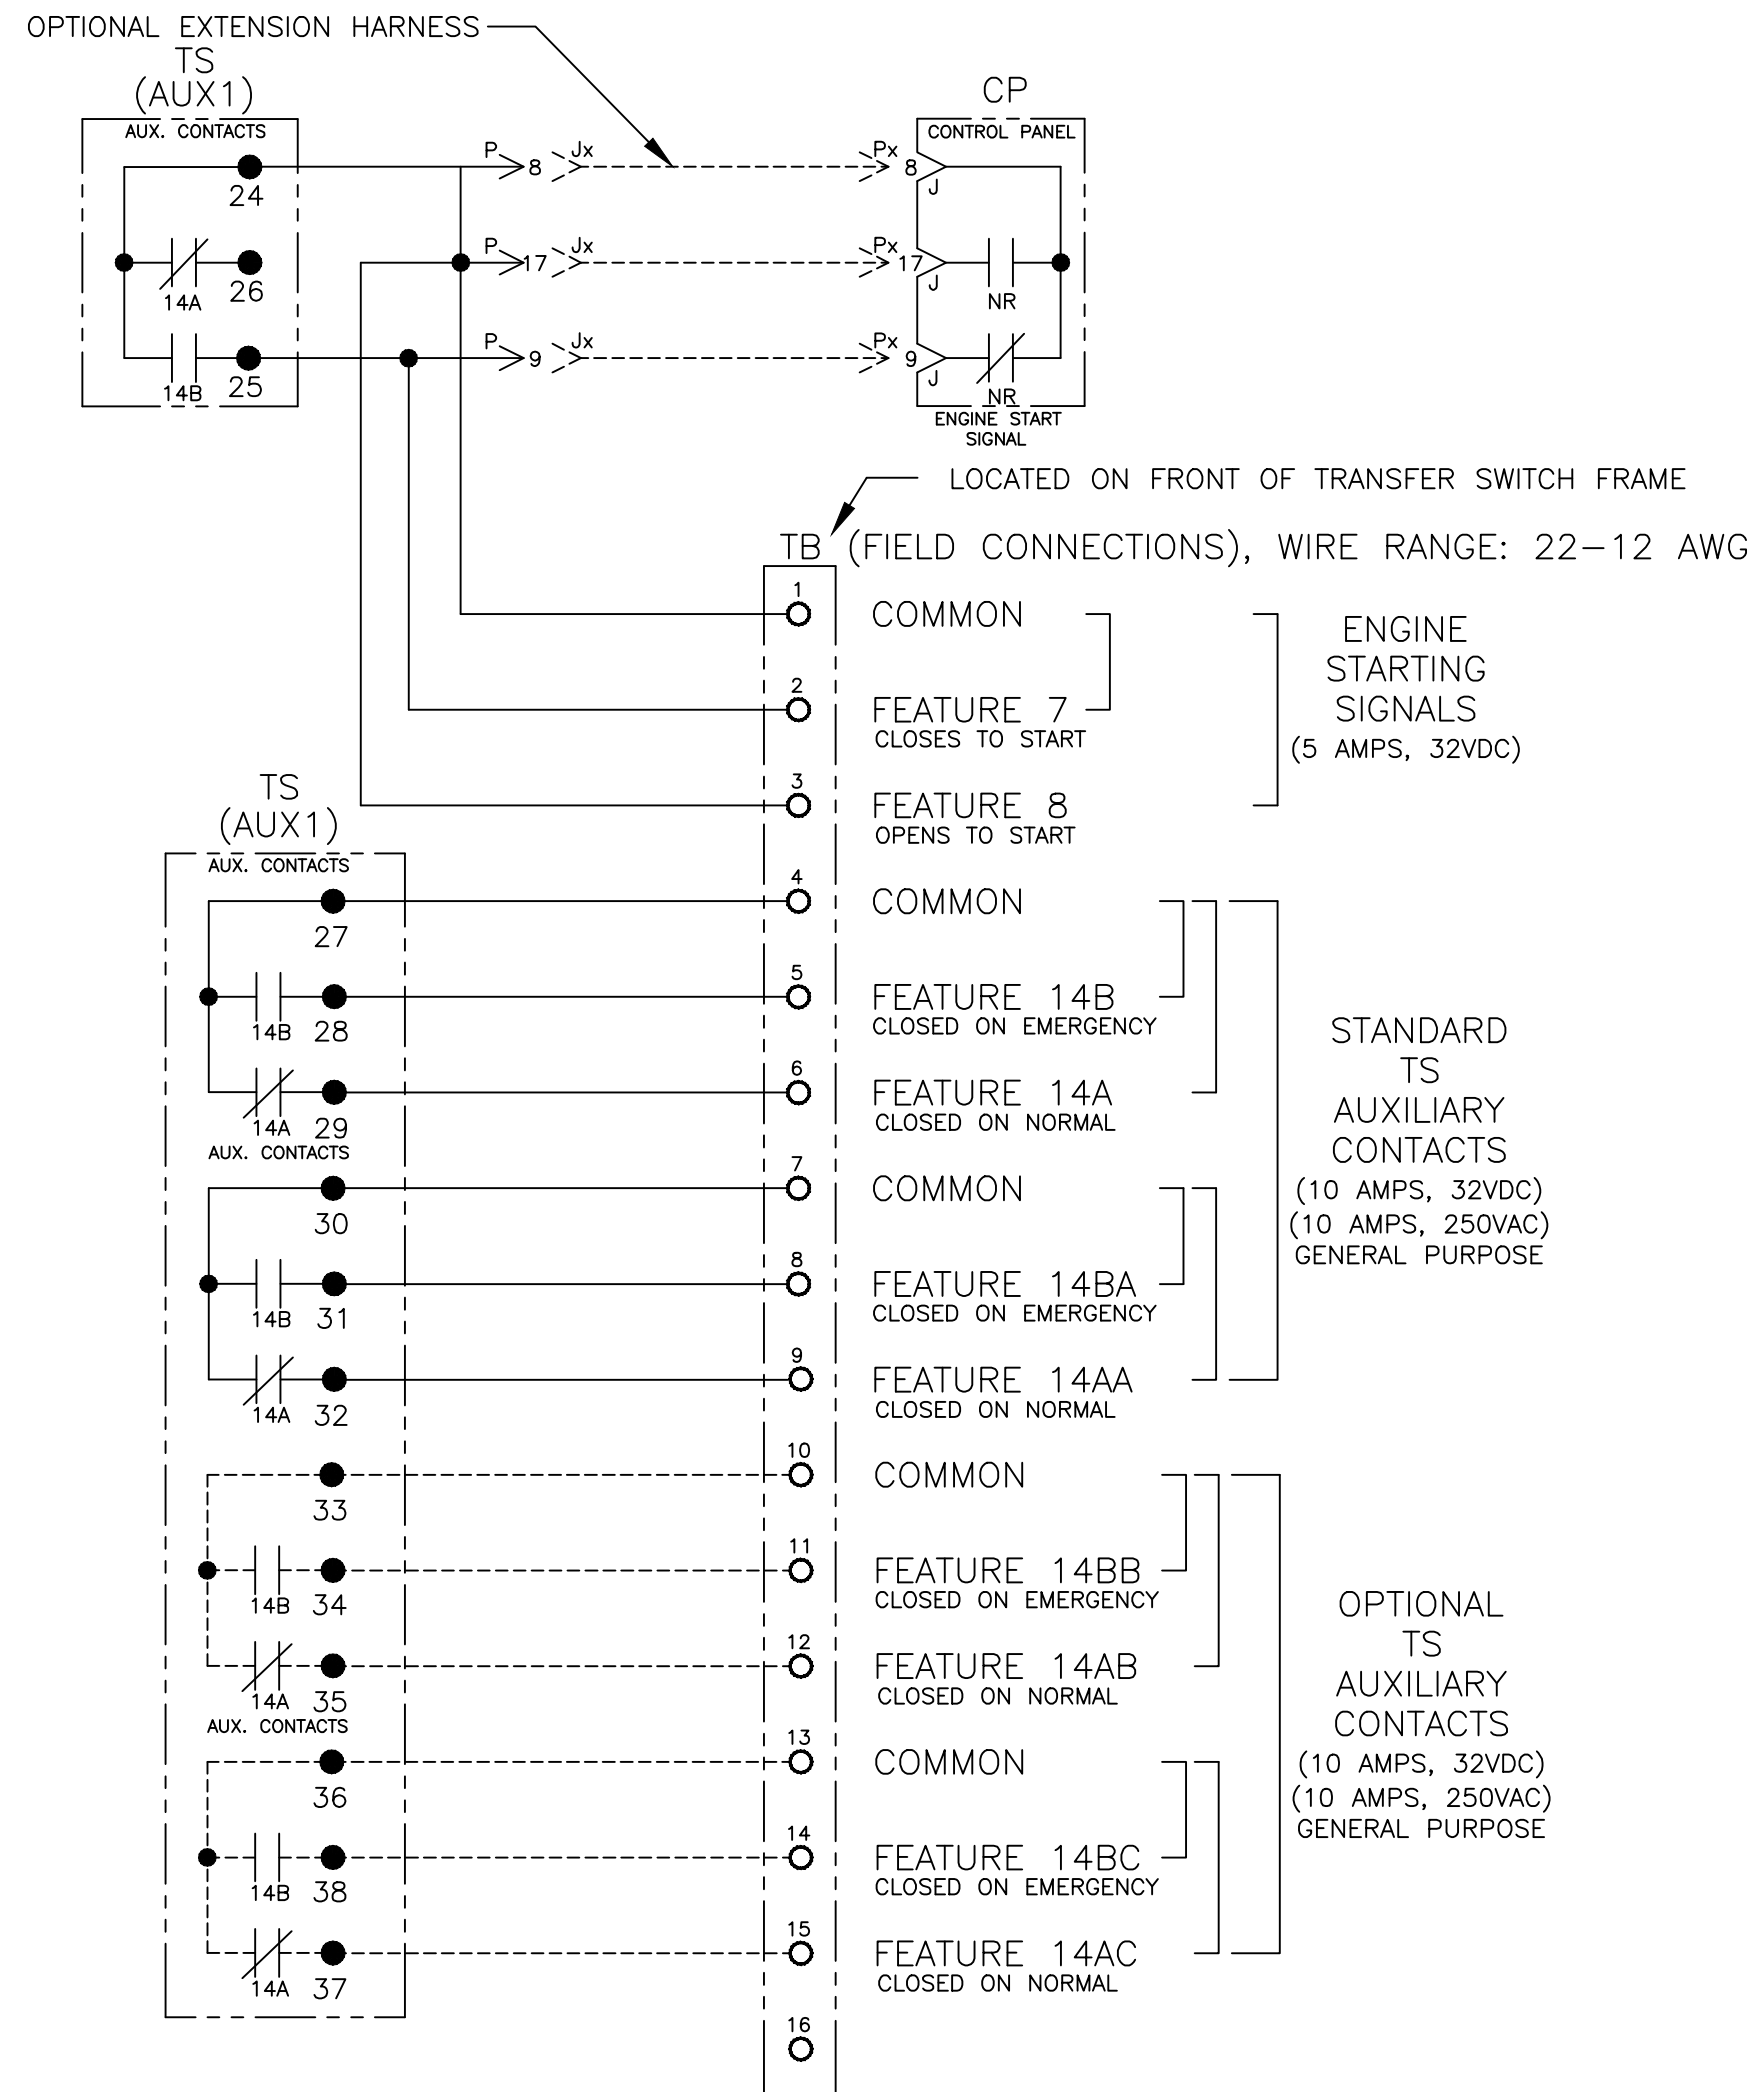 OPTIONAL EXTENSION HARNESS
TS
(AUX1)
AUX. CONTACTS
24
14A
26
14B
25
P
8
Jx
Px
8
J
P
17
Jx
Px
17
J
P
9
Jx
Px
9
J
CP
CONTROL PANEL
NR
NR
ENGINE START
SIGNAL
LOCATED ON FRONT OF TRANSFER SWITCH FRAME
TB (FIELD CONNECTIONS), WIRE RANGE: 22-12 AWG
1
COMMON
2
FEATURE 7
CLOSES TO START
3
FEATURE 8
OPENS TO START
ENGINE
STARTING
SIGNALS
(5 AMPS, 32VDC)
TS
(AUX1)
AUX. CONTACTS
27
4
COMMON
14B
28
5
FEATURE 14B
CLOSED ON EMERGENCY
14A
29
6
FEATURE 14A
CLOSED ON NORMAL
AUX. CONTACTS
30
7
COMMON
14B
31
8
FEATURE 14BA
CLOSED ON EMERGENCY
14A
32
9
FEATURE 14AA
CLOSED ON NORMAL
STANDARD
TS
AUXILIARY
CONTACTS
(10 AMPS, 32VDC)
(10 AMPS, 250VAC)
GENERAL PURPOSE
33
10
COMMON
14B
34
11
FEATURE 14BB
CLOSED ON EMERGENCY
14A
35
12
FEATURE 14AB
CLOSED ON NORMAL
AUX. CONTACTS
36
13
COMMON
14B
38
14
FEATURE 14BC
CLOSED ON EMERGENCY
14A
37
15
FEATURE 14AC
CLOSED ON NORMAL
OPTIONAL
TS
AUXILIARY
CONTACTS
(10 AMPS, 32VDC)
(10 AMPS, 250VAC)
GENERAL PURPOSE
16